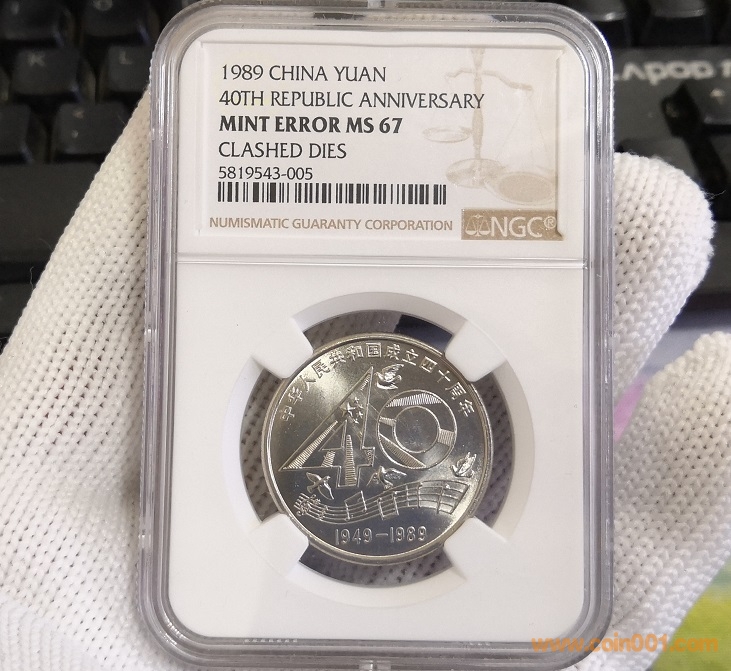 1989 CHINA YUAN
40TH REPUBLIC ANNIVERSARY
MINT ERROR MS 67
CLASHED DIES
5819543-005
NUMISMATIC GUARANTY CORPORATION NGC®
中华人民共和国成立四十周年
40
1949-1989
www.coin001.com